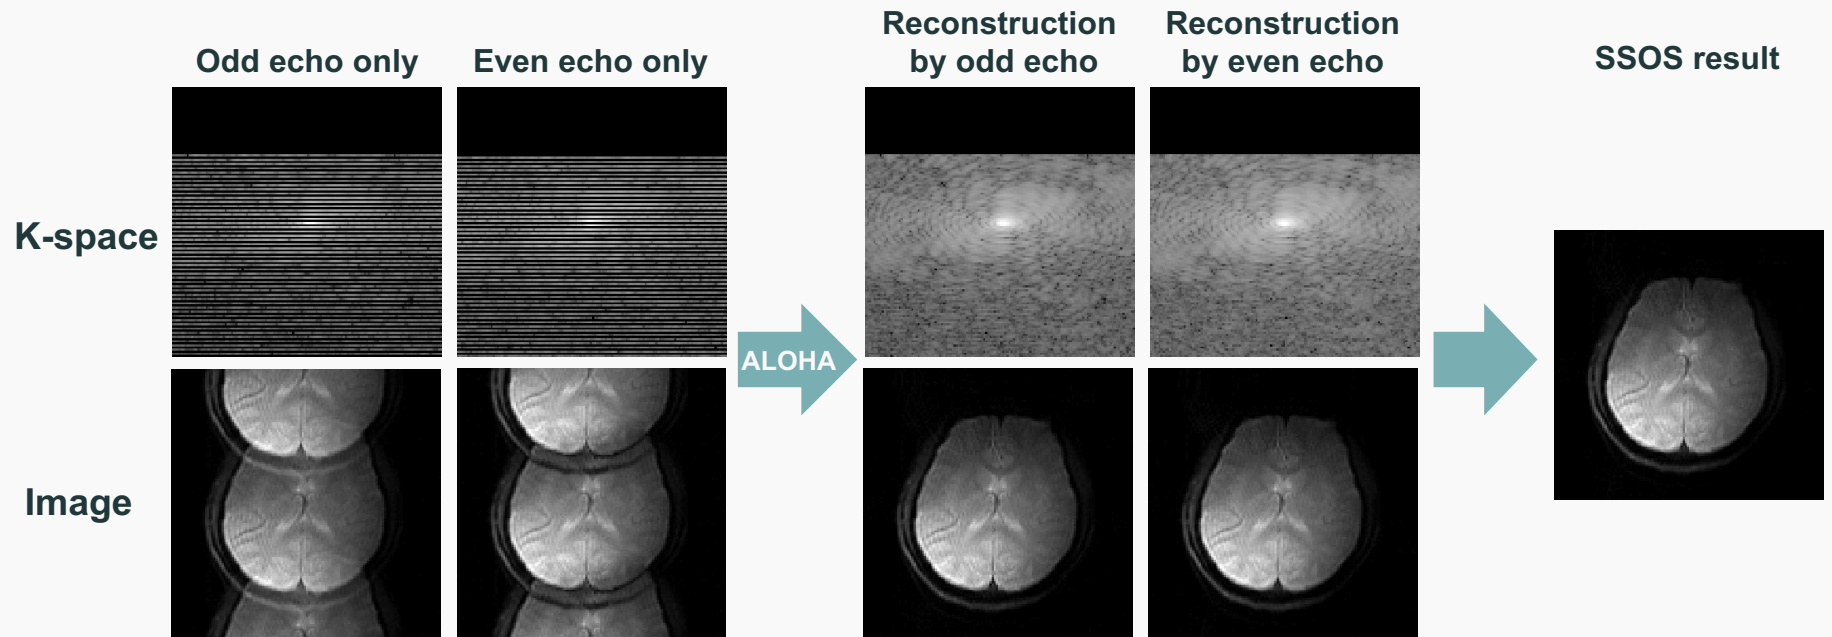 Odd echo only
Even echo only
Reconstruction
by odd echo
Reconstruction
by even echo
SSOS result
K-space
ALOHA
Image